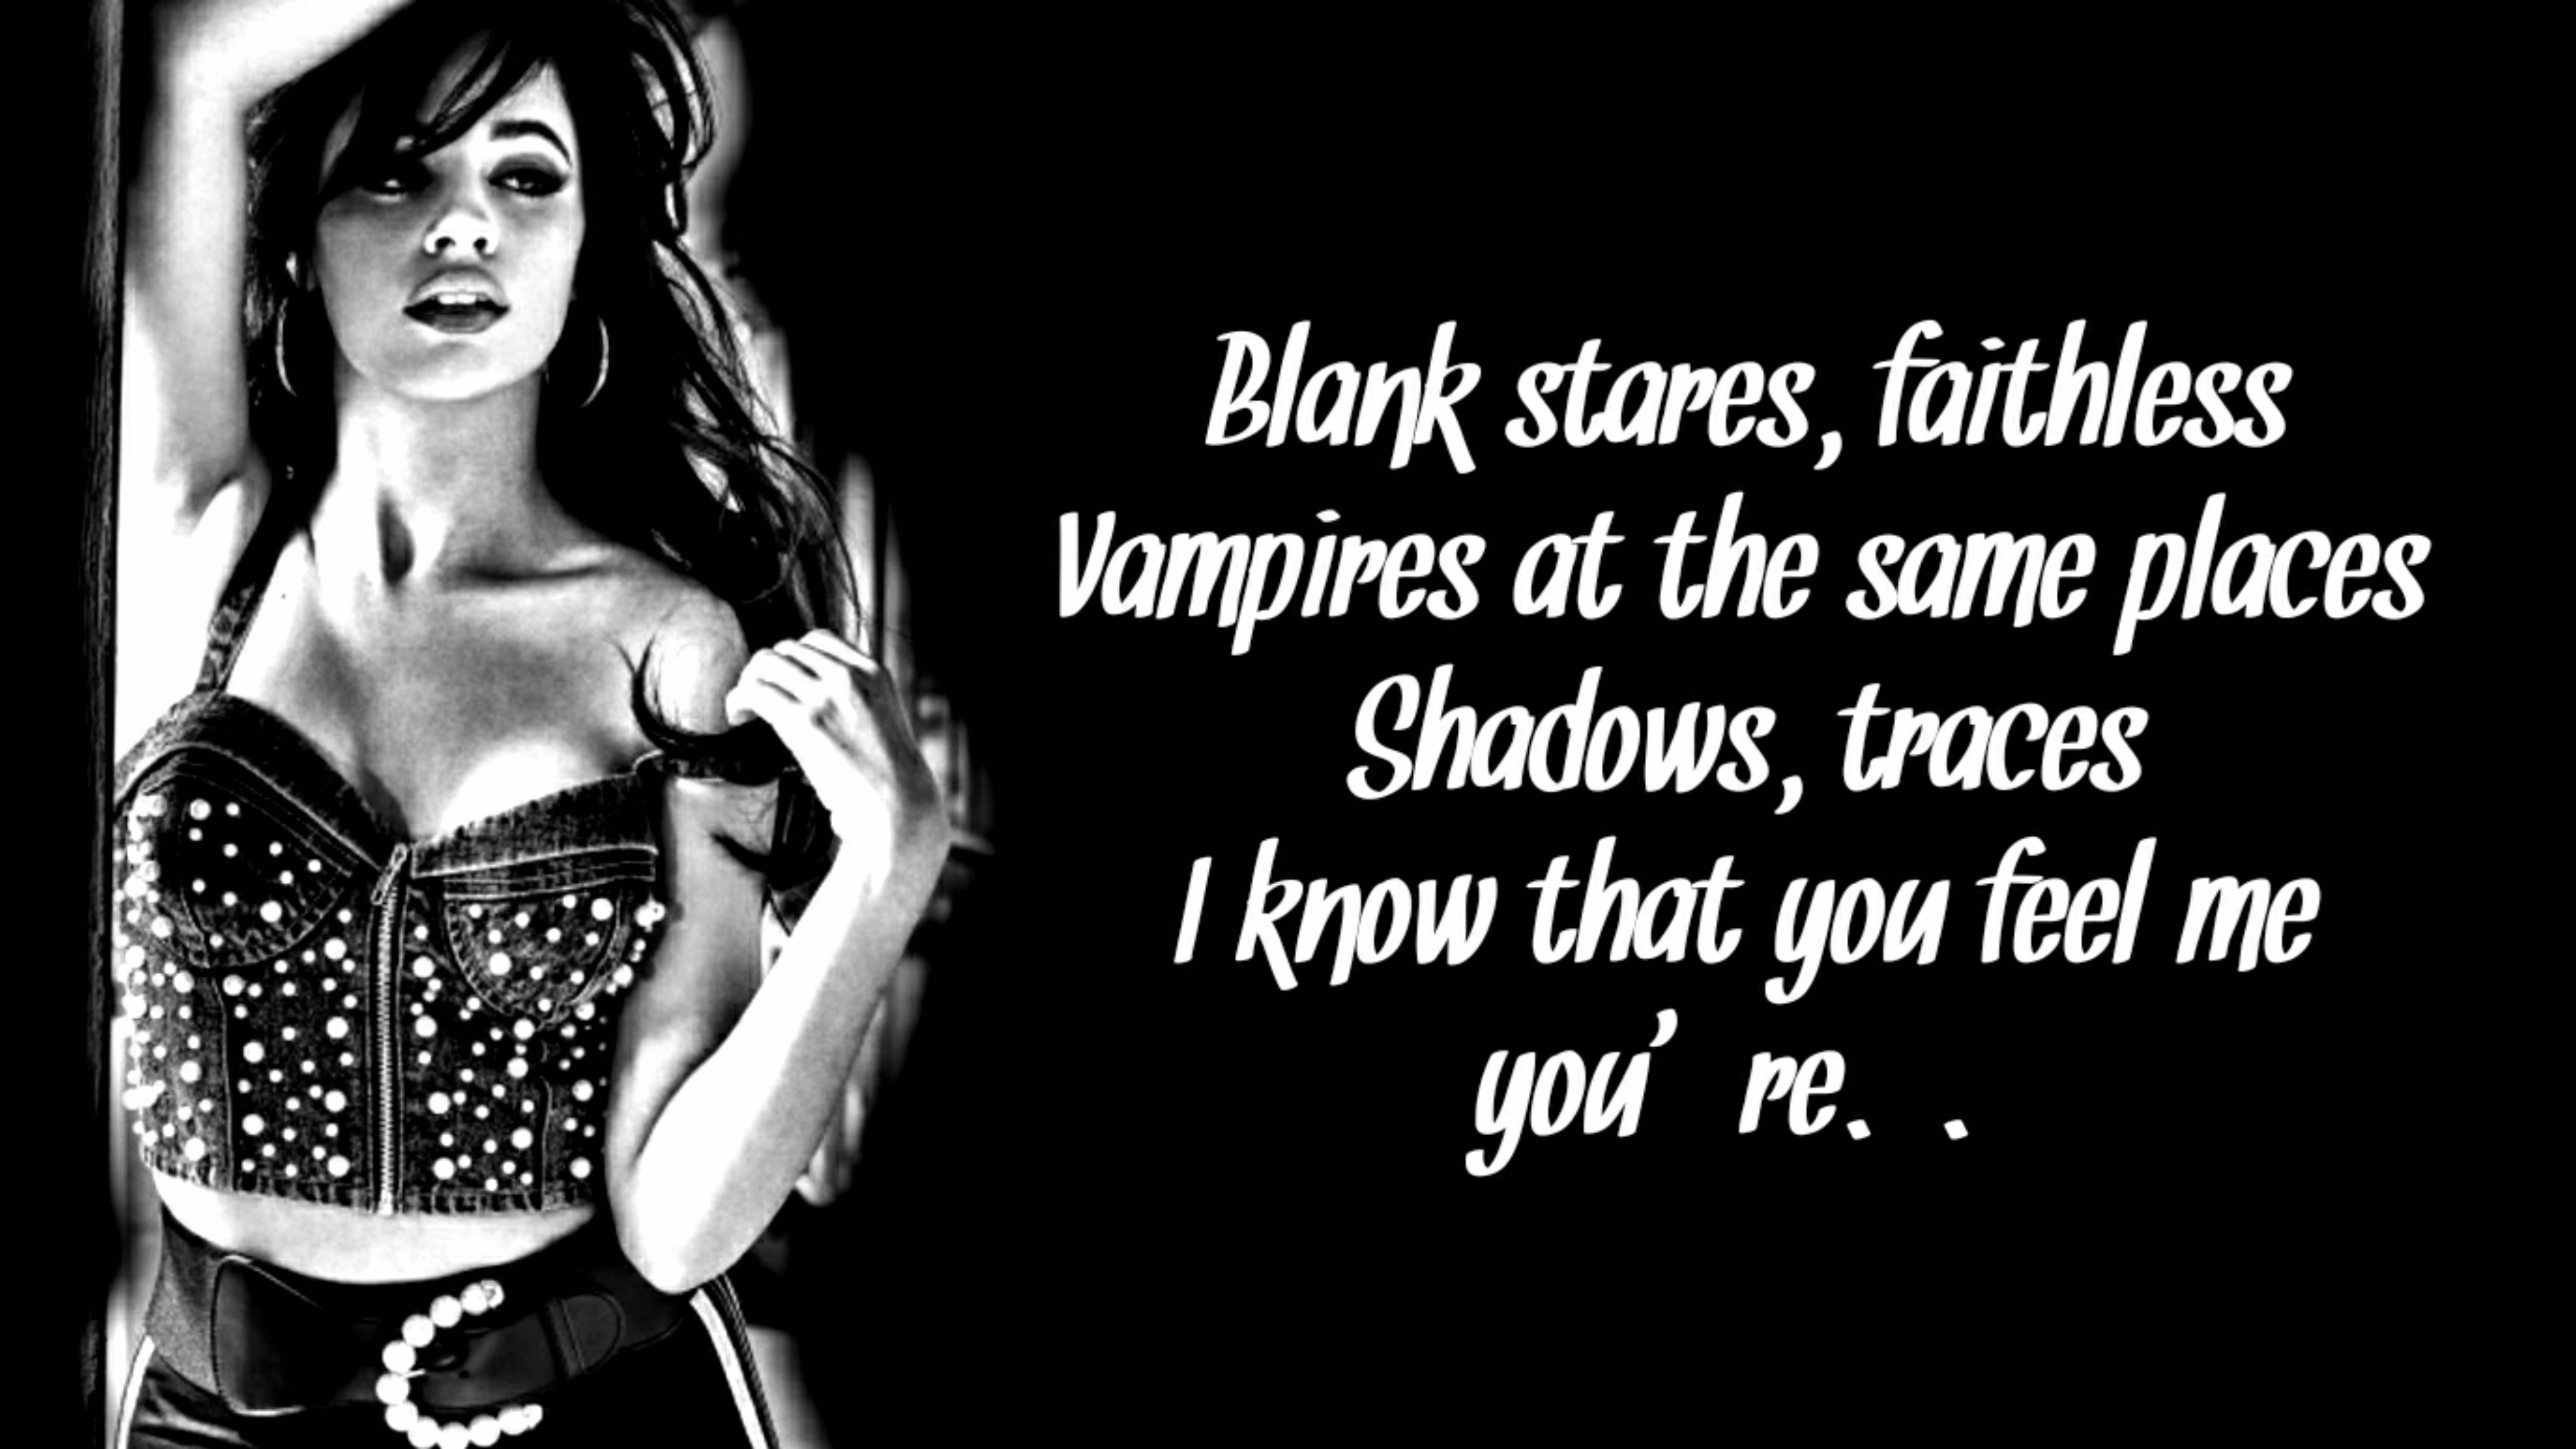 Blank stares, faithless
Vampires at the same places
Shadows, traces
I know that you feel me
you’re. .